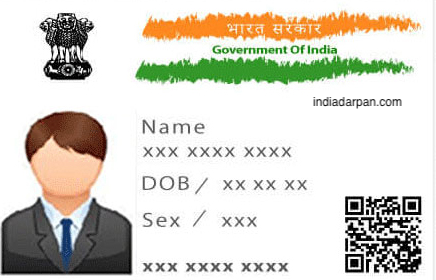 भारत सरकार
Government Of India
indiadarpan.com
Name
xxx xxxx xxxx
DOB / xx xx xx
Sex / xxx
xxx xxxx xxxx